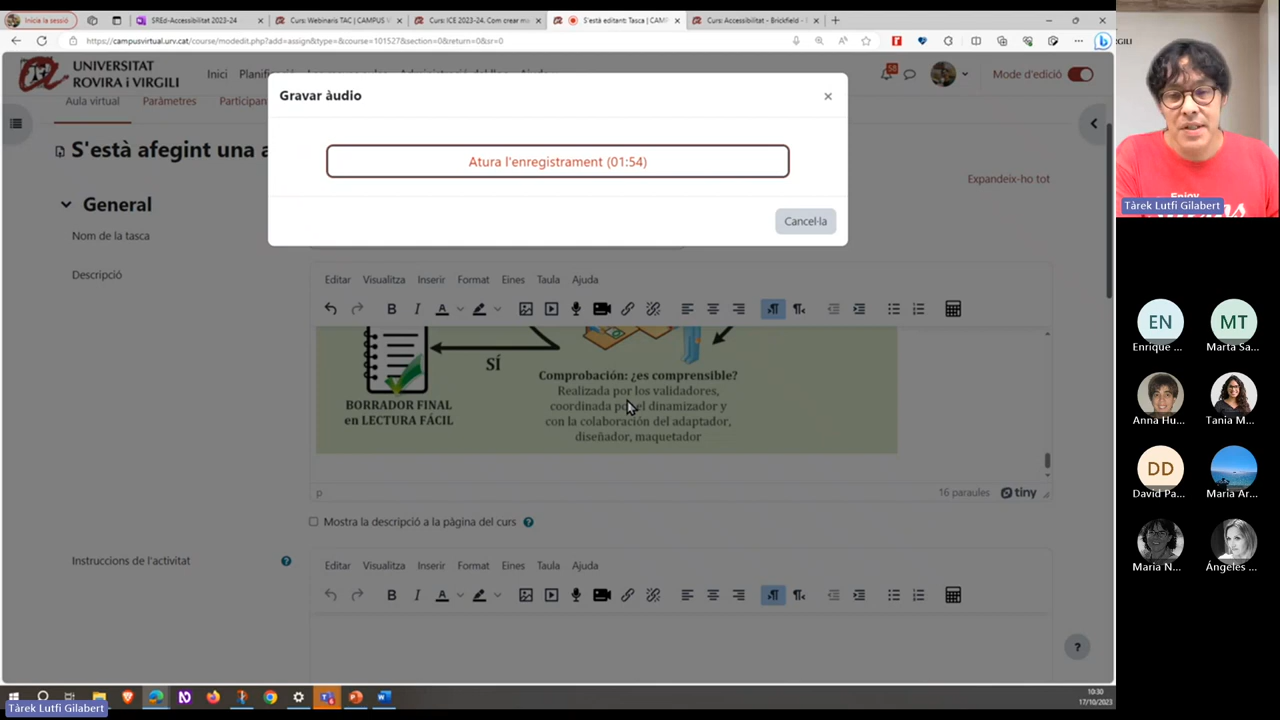 Inicia la sessió
SREd-Accessibilitat 2023-24
Curs: Webinaris TAC | CAMPUS V
Curs: ICE 2023-24. Com crear ma
S'està editant: Tasca | CAM
Curs: Accessibilitat - Brickfield -
https://campusvirtual.urv.cat/course/modedit.php?add=assign&type=&course=101527&section=0&return=0&sr=0
UNIVERSITAT
ROVIRA i VIRGILI
Inici
58
Mode d'edició
Aula virtual
Paràmetres
Participan
Gravar àudio
Atura l'enregistrament (01:54)
Cancel·la
S'està afegint una a
Expandeix-ho tot
General
Nom de la tasca
Descripció
Editar Visualitza Inserir Format Eines Taula Ajuda
B I A
SÍ
BORRADOR FINAL
en LECTURA FÁCIL
Comprobación: ¿es comprensible?
Realizada por los validadores,
coordinada por el dinamizador y
con la colaboración del adaptador,
diseñador, maquetador
p
16 paraules
tiny
Mostra la descripció a la pàgina del curs
Instruccions de l'activitat
Editar Visualitza Inserir Format Eines Taula Ajuda
B I A
?
10:30
17/10/2023
Tàrek Lutfi Gilabert
Tàrek Lutfi Gilabert
EN
MT
Enrique ...
Marta Sa...
Anna Hu...
Tania M...
DD
David Pa...
Maria Ar...
Maria N...
Ángeles ...
Enjoy